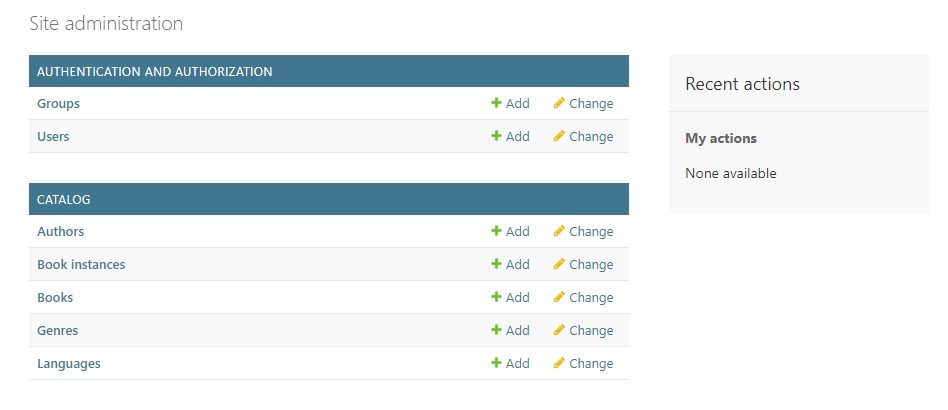 Site administration
AUTHENTICATION AND AUTHORIZATION
Groups Add Change
Users Add Change
CATALOG
Authors Add Change
Book instances Add Change
Books Add Change
Genres Add Change
Languages Add Change
Recent actions
My actions
None available